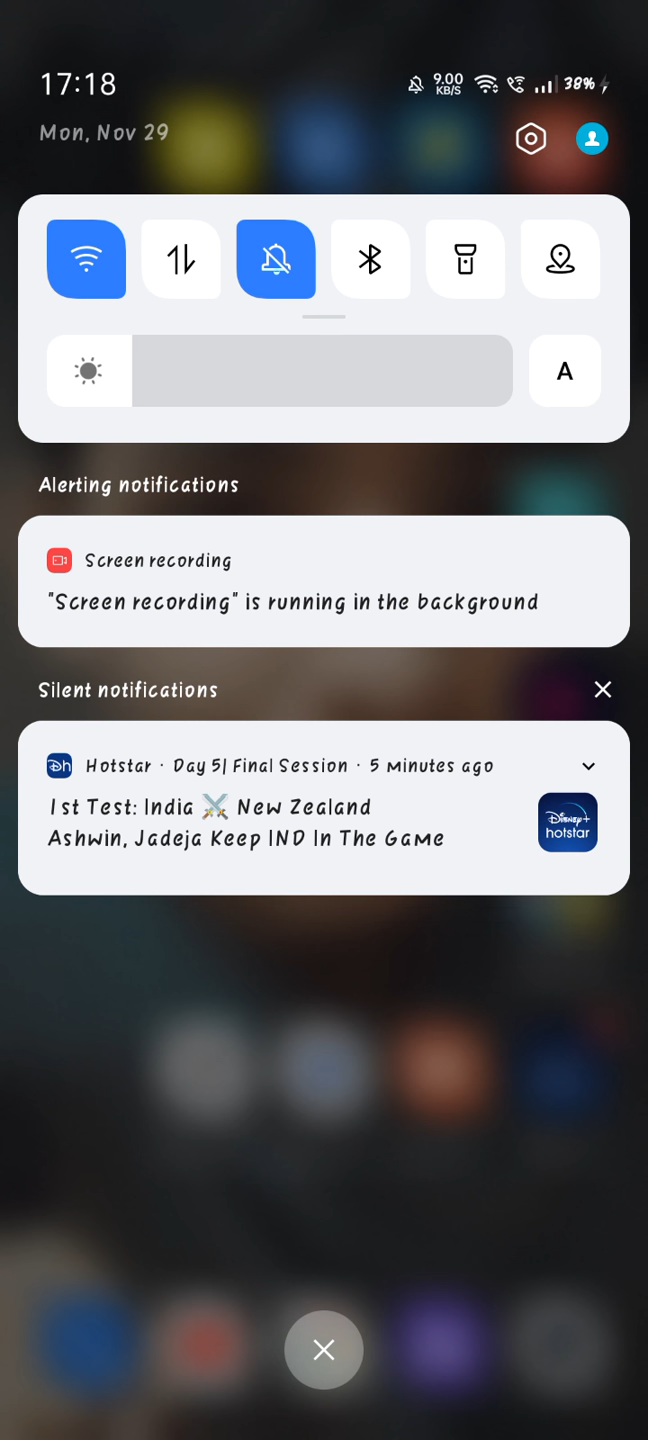 17:18
9.00 KB/S
38%
Mon, Nov 29
A
Alerting notifications
Screen recording
"Screen recording" is running in the background
Silent notifications
Dh Hotstar · Day 5| Final Session · 5 minutes ago
1st Test: India ⚔️ New Zealand
Ashwin, Jadeja Keep IND In The Game
Disney+
hotstar